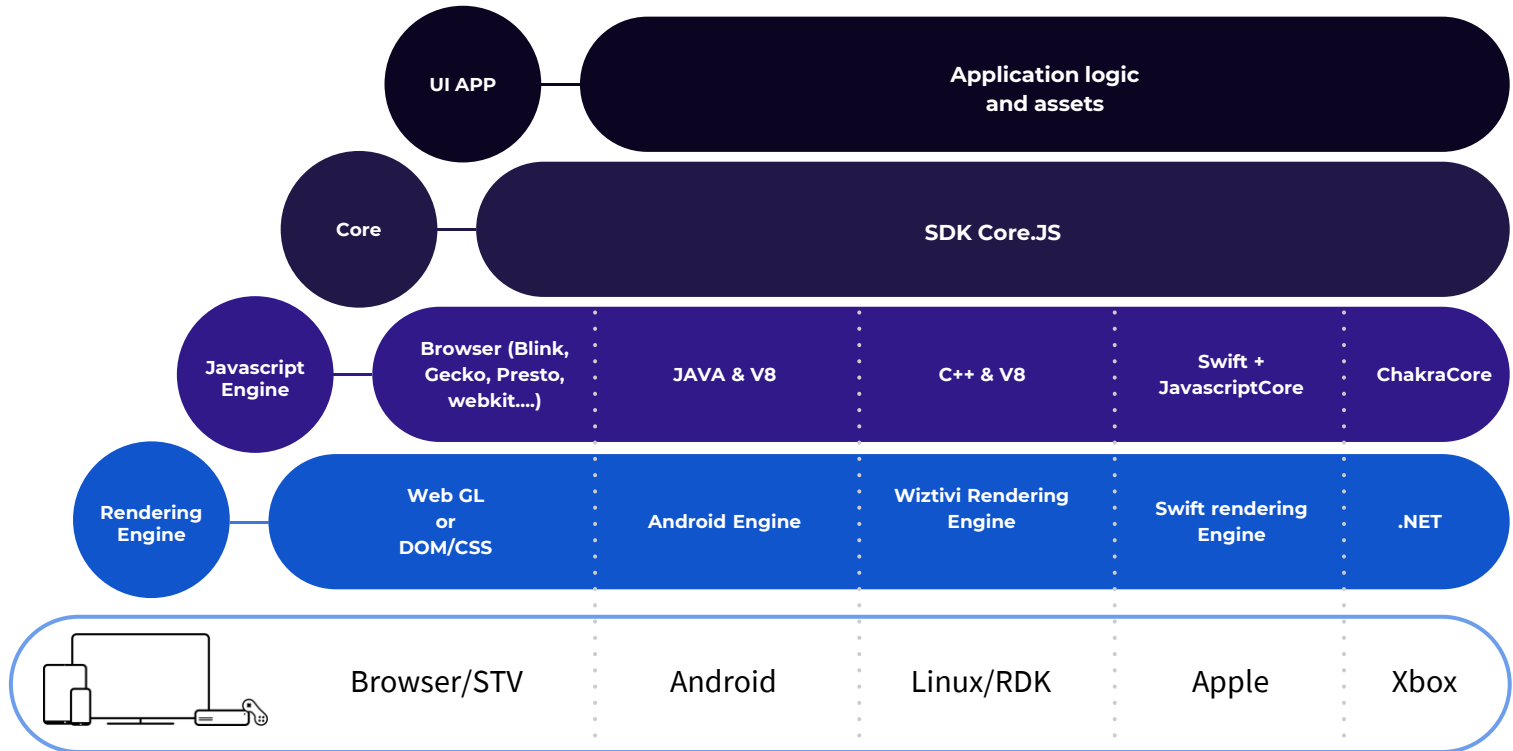 UI APP
Application logic
and assets
Core
SDK Core.JS
Javascript
Engine
Browser (Blink,
Gecko, Presto,
webkit....)
JAVA & V8
C++ & V8
Swift +
JavascriptCore
ChakraCore
Rendering
Engine
Web GL
or
DOM/CSS
Android Engine
Wiztivi Rendering
Engine
Swift rendering
Engine
.NET
Browser/STV
Android
Linux/RDK
Apple
Xbox